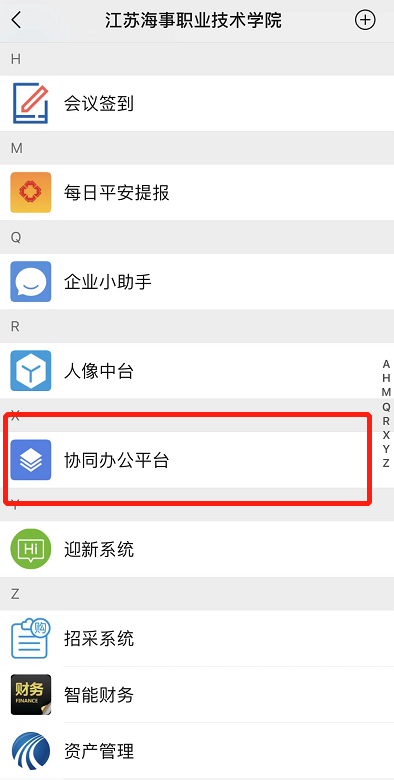 江苏海事职业技术学院
H
会议签到
M
每日平安提报
Q
企业小助手
R
人像中台
X
协同办公平台
Y
Hi
迎新系统
Z
购
招采系统
财务
FINANCE
智能财务
资产管理
A
H
M
Q
R
X
Y
Z